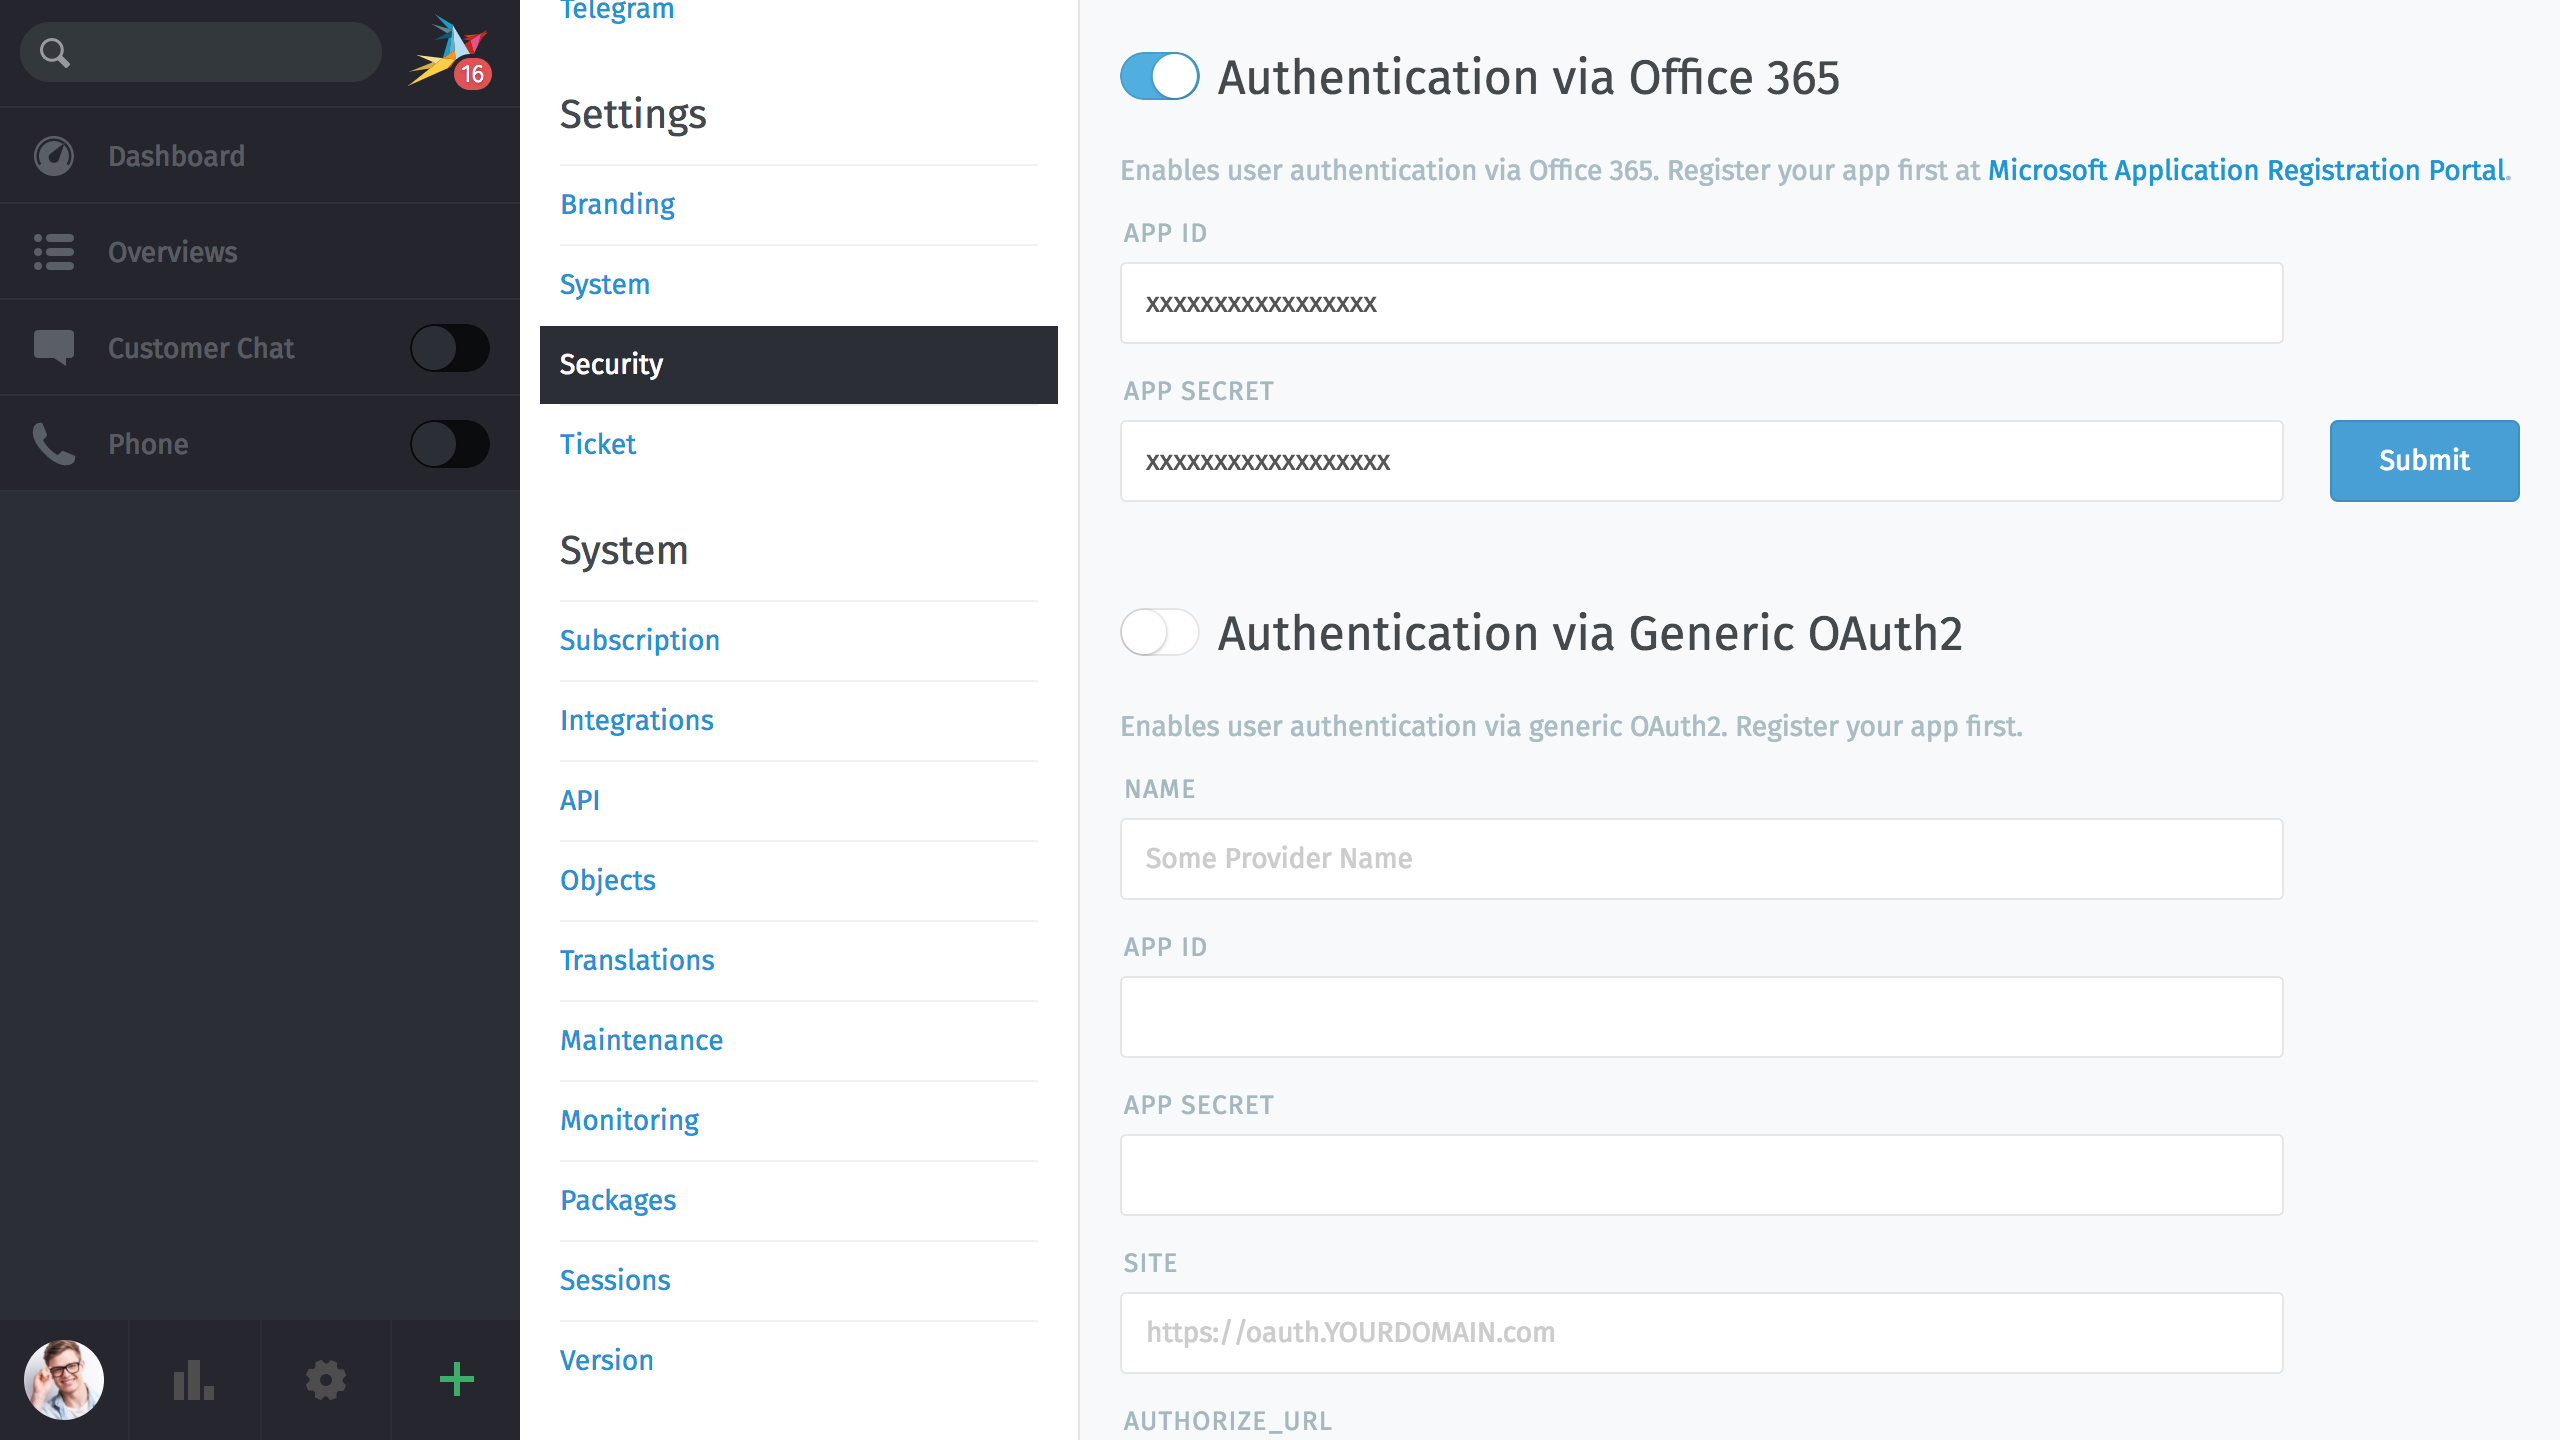 16
Dashboard
Overviews
Customer Chat
Phone
Telegram
Settings
Branding
System
Security
Ticket
System
Subscription
Integrations
API
Objects
Translations
Maintenance
Monitoring
Packages
Sessions
Version
Authentication via Office 365
Enables user authentication via Office 365. Register your app first at Microsoft Application Registration Portal.
APP ID
xxxxxxxxxxxxxxxxx
APP SECRET
xxxxxxxxxxxxxxxxxx
Submit
Authentication via Generic OAuth2
Enables user authentication via generic OAuth2. Register your app first.
NAME
Some Provider Name
APP ID
APP SECRET
SITE
https://oauth.YOURDOMAIN.com
AUTHORIZE_URL